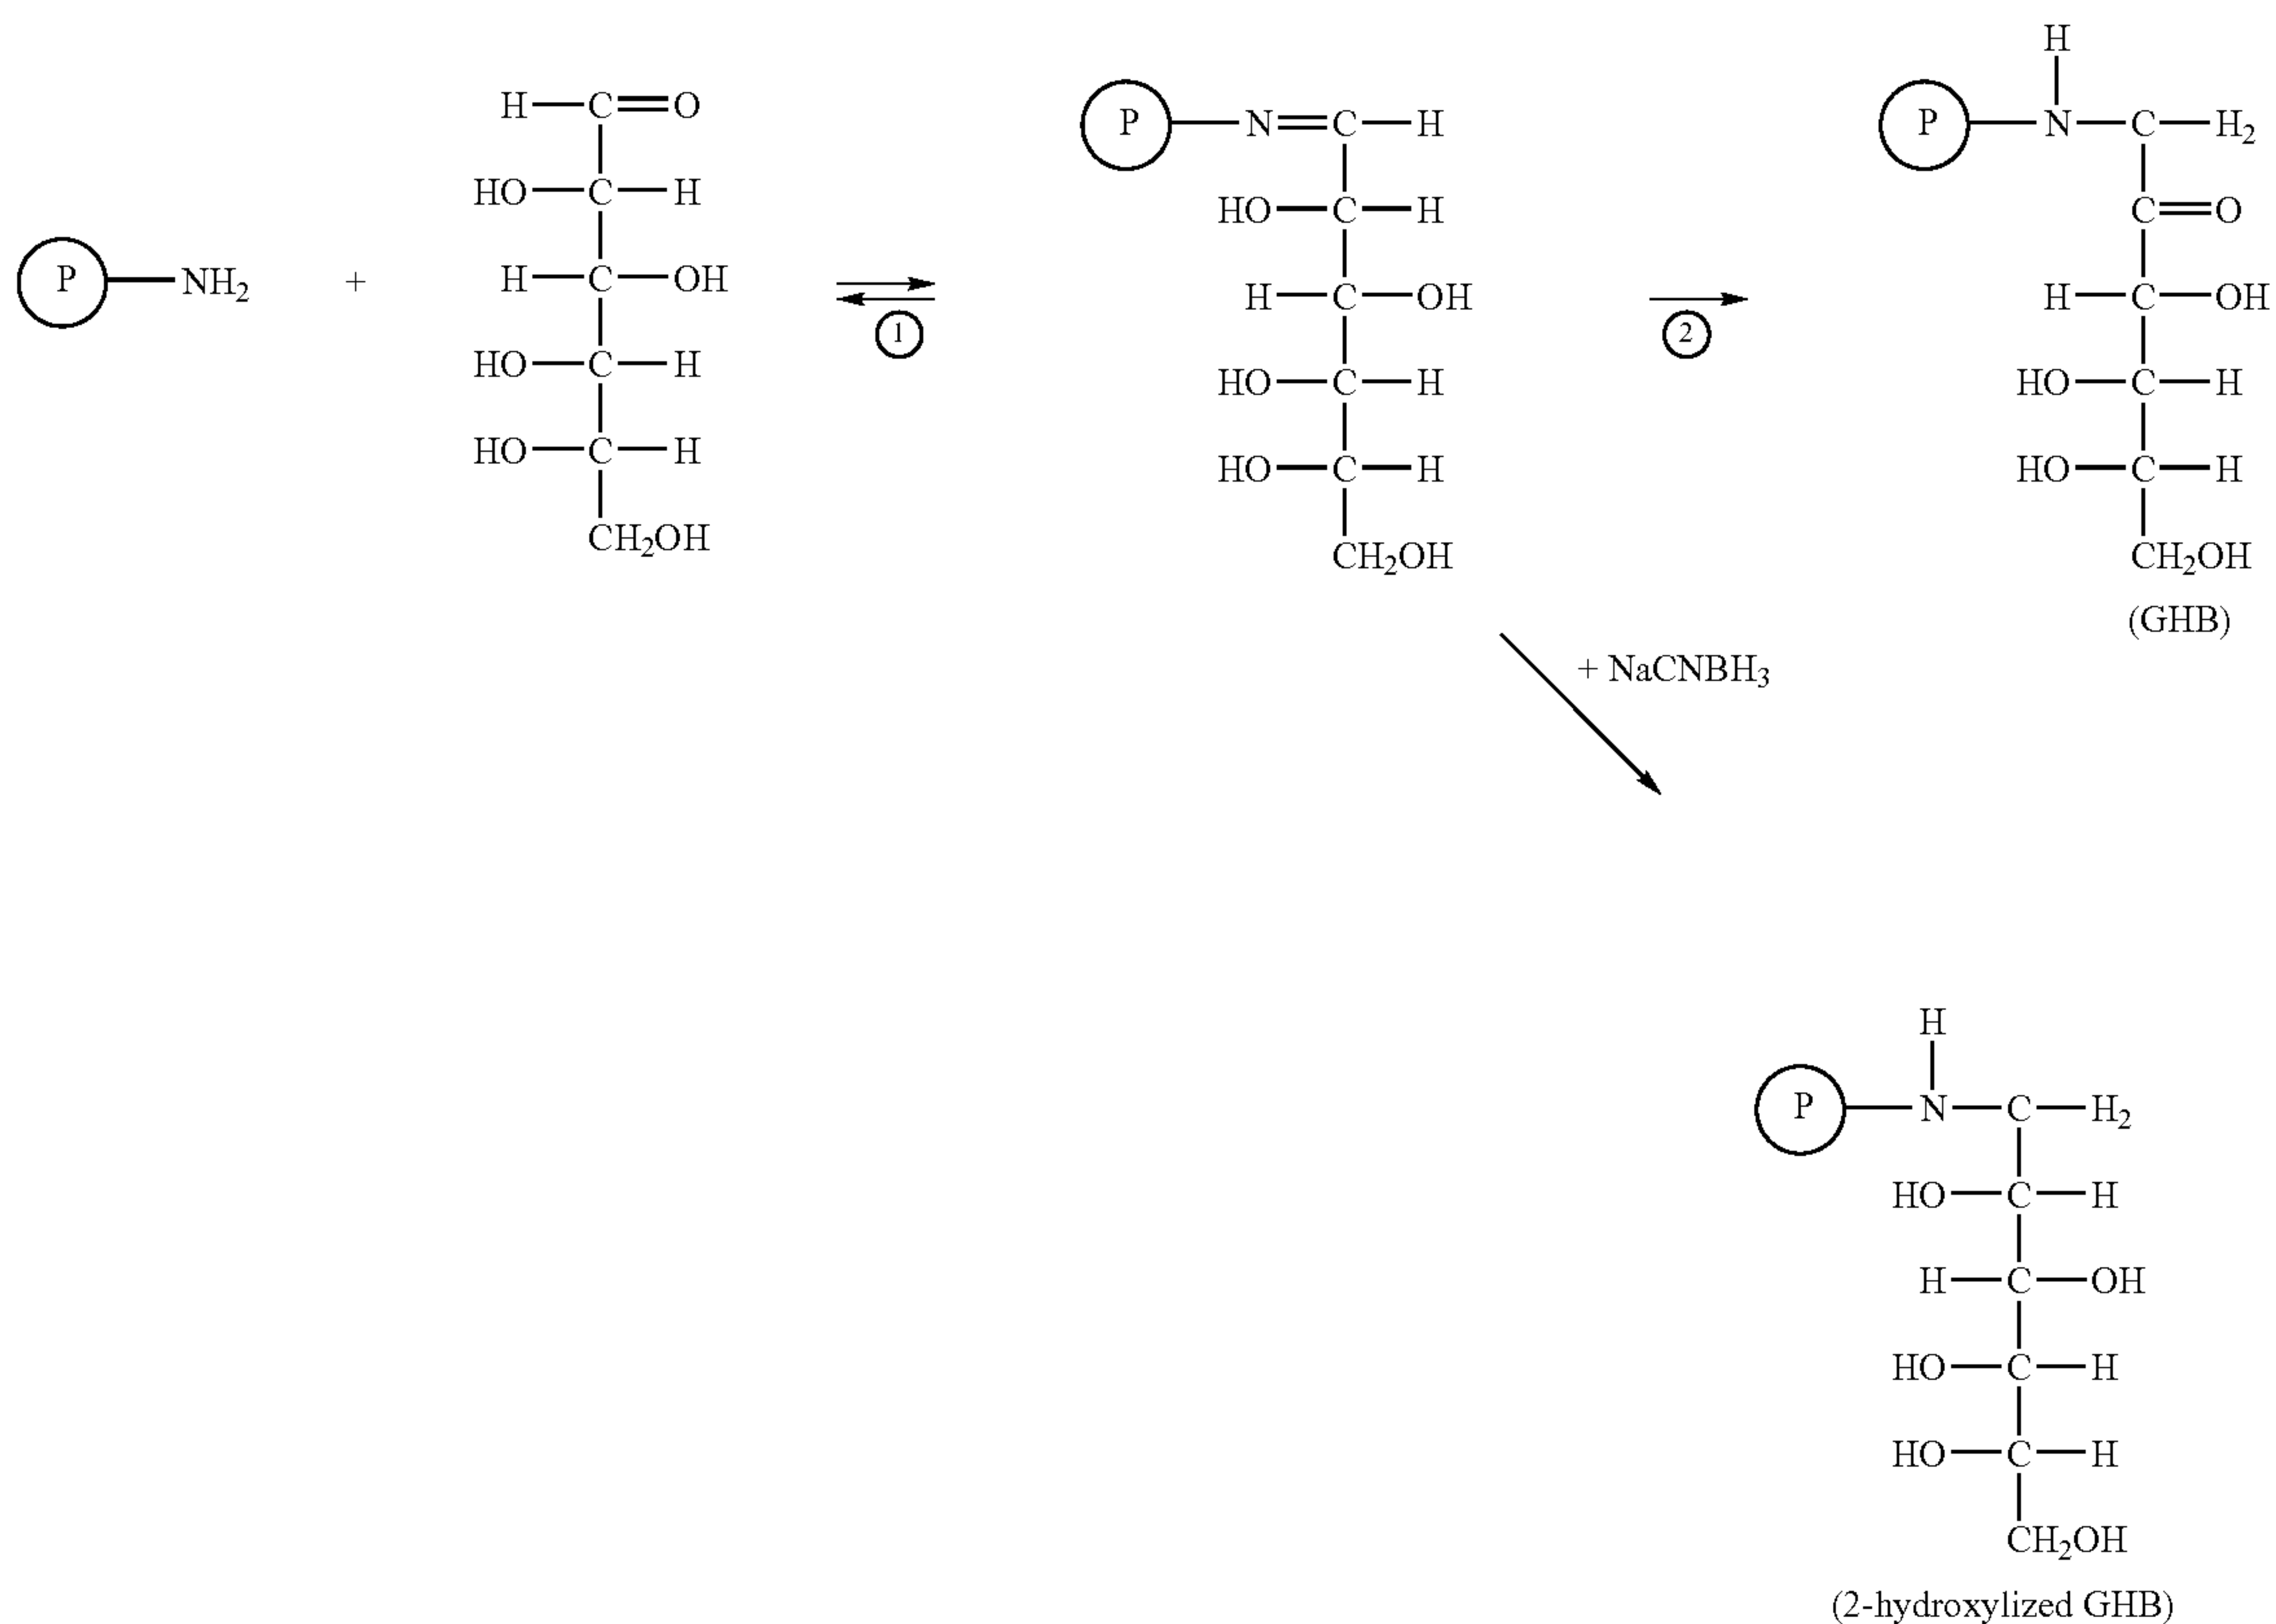 H
H—C=O
P—N=C—H
P—N—C—H₂
HO—C—H
HO—C—H
C=O
P—NH₂ + H—C—OH
1
H—C—OH
2
H—C—OH
HO—C—H
HO—C—H
HO—C—H
HO—C—H
HO—C—H
HO—C—H
CH₂OH
CH₂OH
CH₂OH
(GHB)
+ NaCNBH₃
H
P—N—C—H₂
HO—C—H
H—C—OH
HO—C—H
HO—C—H
CH₂OH
(2-hydroxylized GHB)